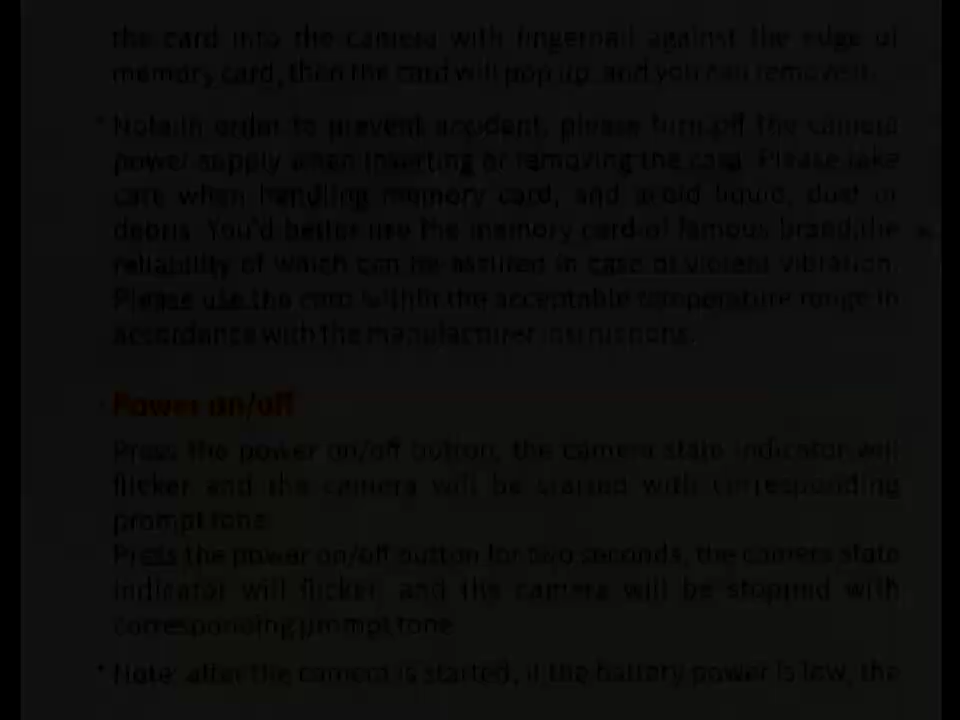 the card into the camera with fingernail against the edge of
memory card, then the card will pop up, and you can remove it.
* Note: in order to prevent accident, please turn off the camera
power supply when inserting or removing the card. Please take
care when handling memory card, and avoid liquid, dust or
debris. You'd better use the memory card of famous brand, the
reliability of which can be assured in case of violent vibration.
Please use the card within the acceptable temperature range in
accordance with the manufacturer instructions.
· Power on/off
Press the power on/off button, the camera state indicator will
flicker and the camera will be started with corresponding
prompt tone.
Press the power on/off button for two seconds, the camera state
indicator will flicker, and the camera will be stopped with
corresponding prompt tone
* Note: after the camera is started, if the battery power is low, the